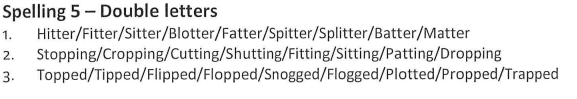 Spelling 5 – Double letters
1. Hitter/Fitter/Sitter/Blotter/Fatter/Spitter/Splitter/Batter/Matter
2. Stopping/Cropping/Cutting/Shutting/Fitting/Sitting/Patting/Dropping
3. Topped/Tipped/Flipped/Flopped/Snogged/Flogged/Plotted/Propped/Trapped